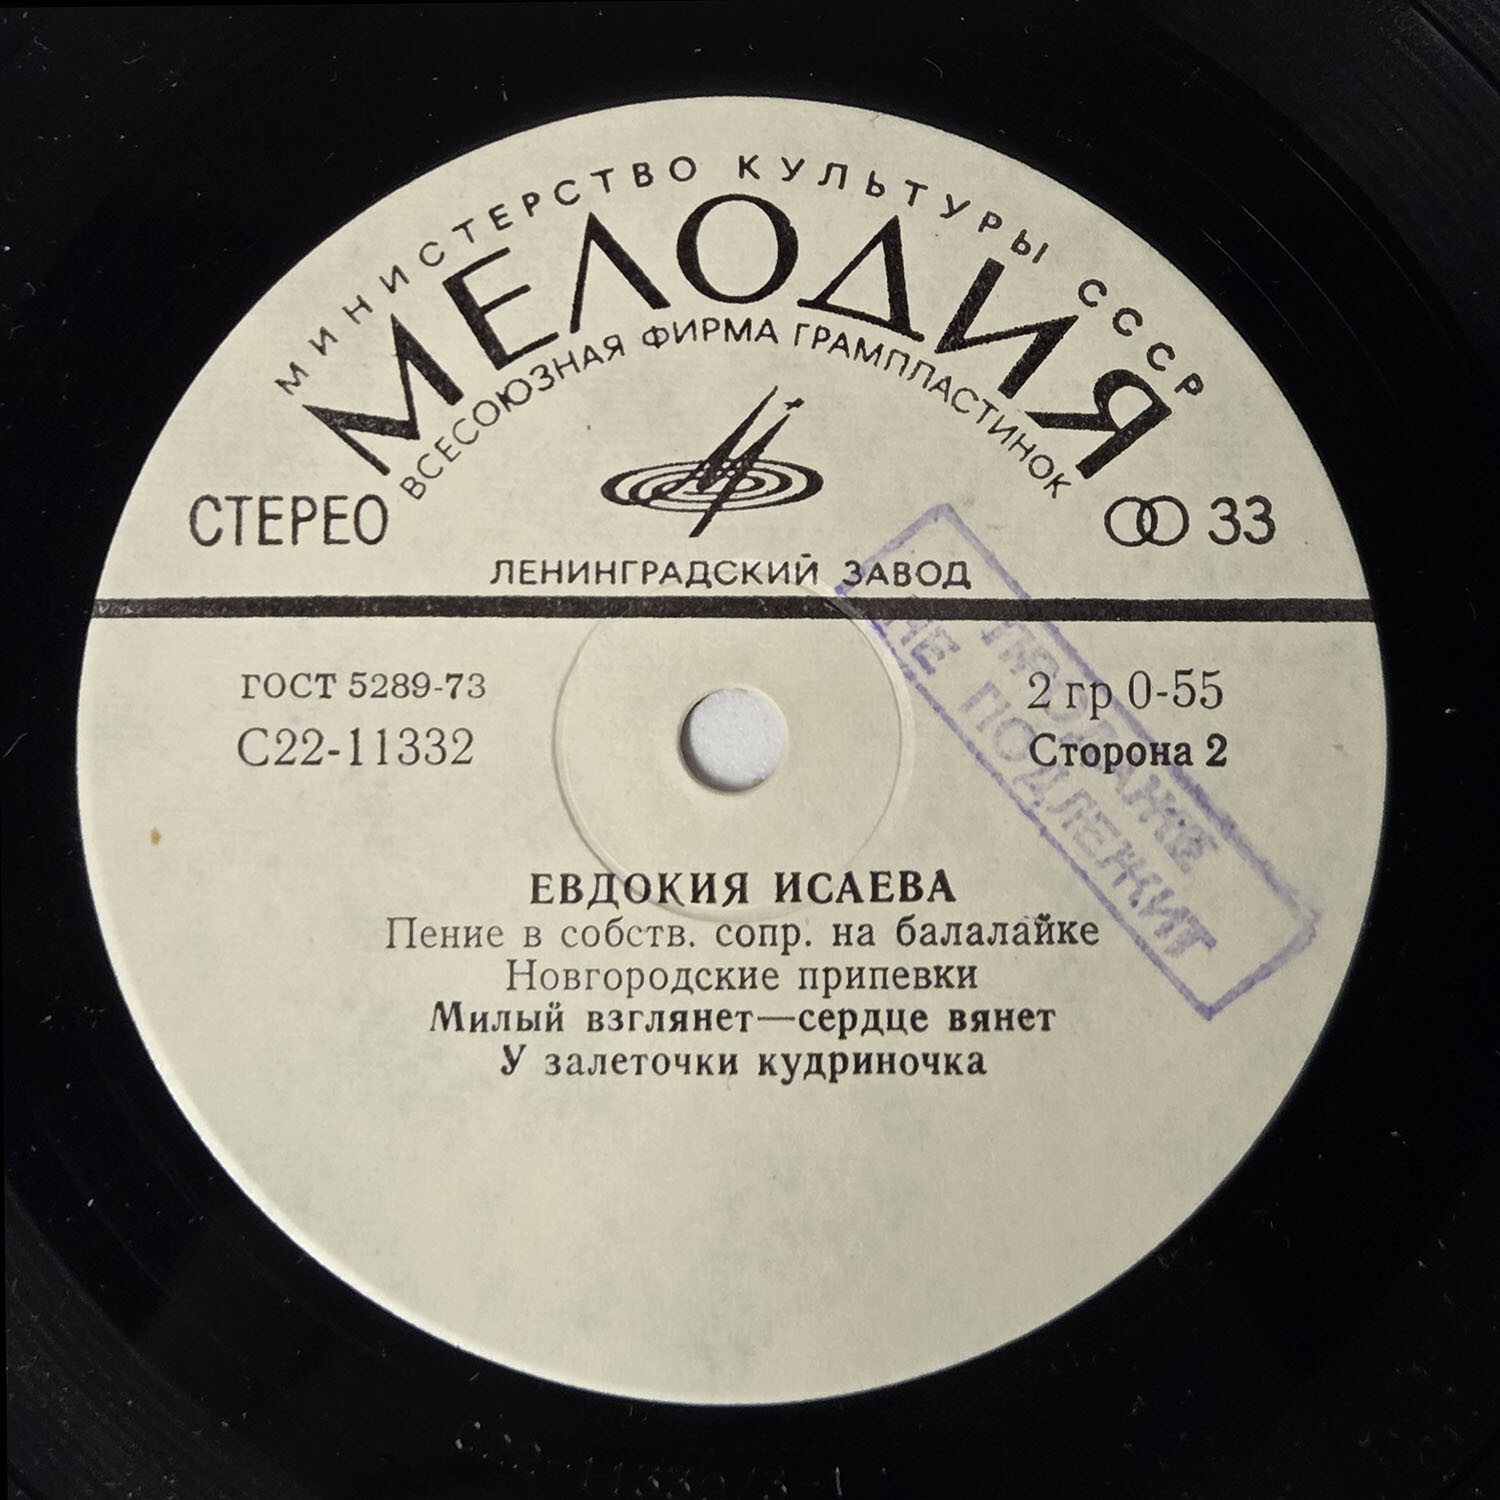 МИНИСТЕРСТВО КУЛЬТУРЫ СССР
МЕЛОДИЯ
ВСЕСОЮЗНАЯ ФИРМА ГРАМПЛАСТИНОК
СТЕРЕО
33
ЛЕНИНГРАДСКИЙ ЗАВОД
ГОСТ 5289-73
2 гр 0-55
С22-11332
Сторона 2
ПРОДАЖЕ
НЕ ПОДЛЕЖИТ
ЕВДОКИЯ ИСАЕВА
Пение в собств. сопр. на балалайке
Новгородские припевки
Милый взглянет—сердце вянет
У залеточки кудриночка